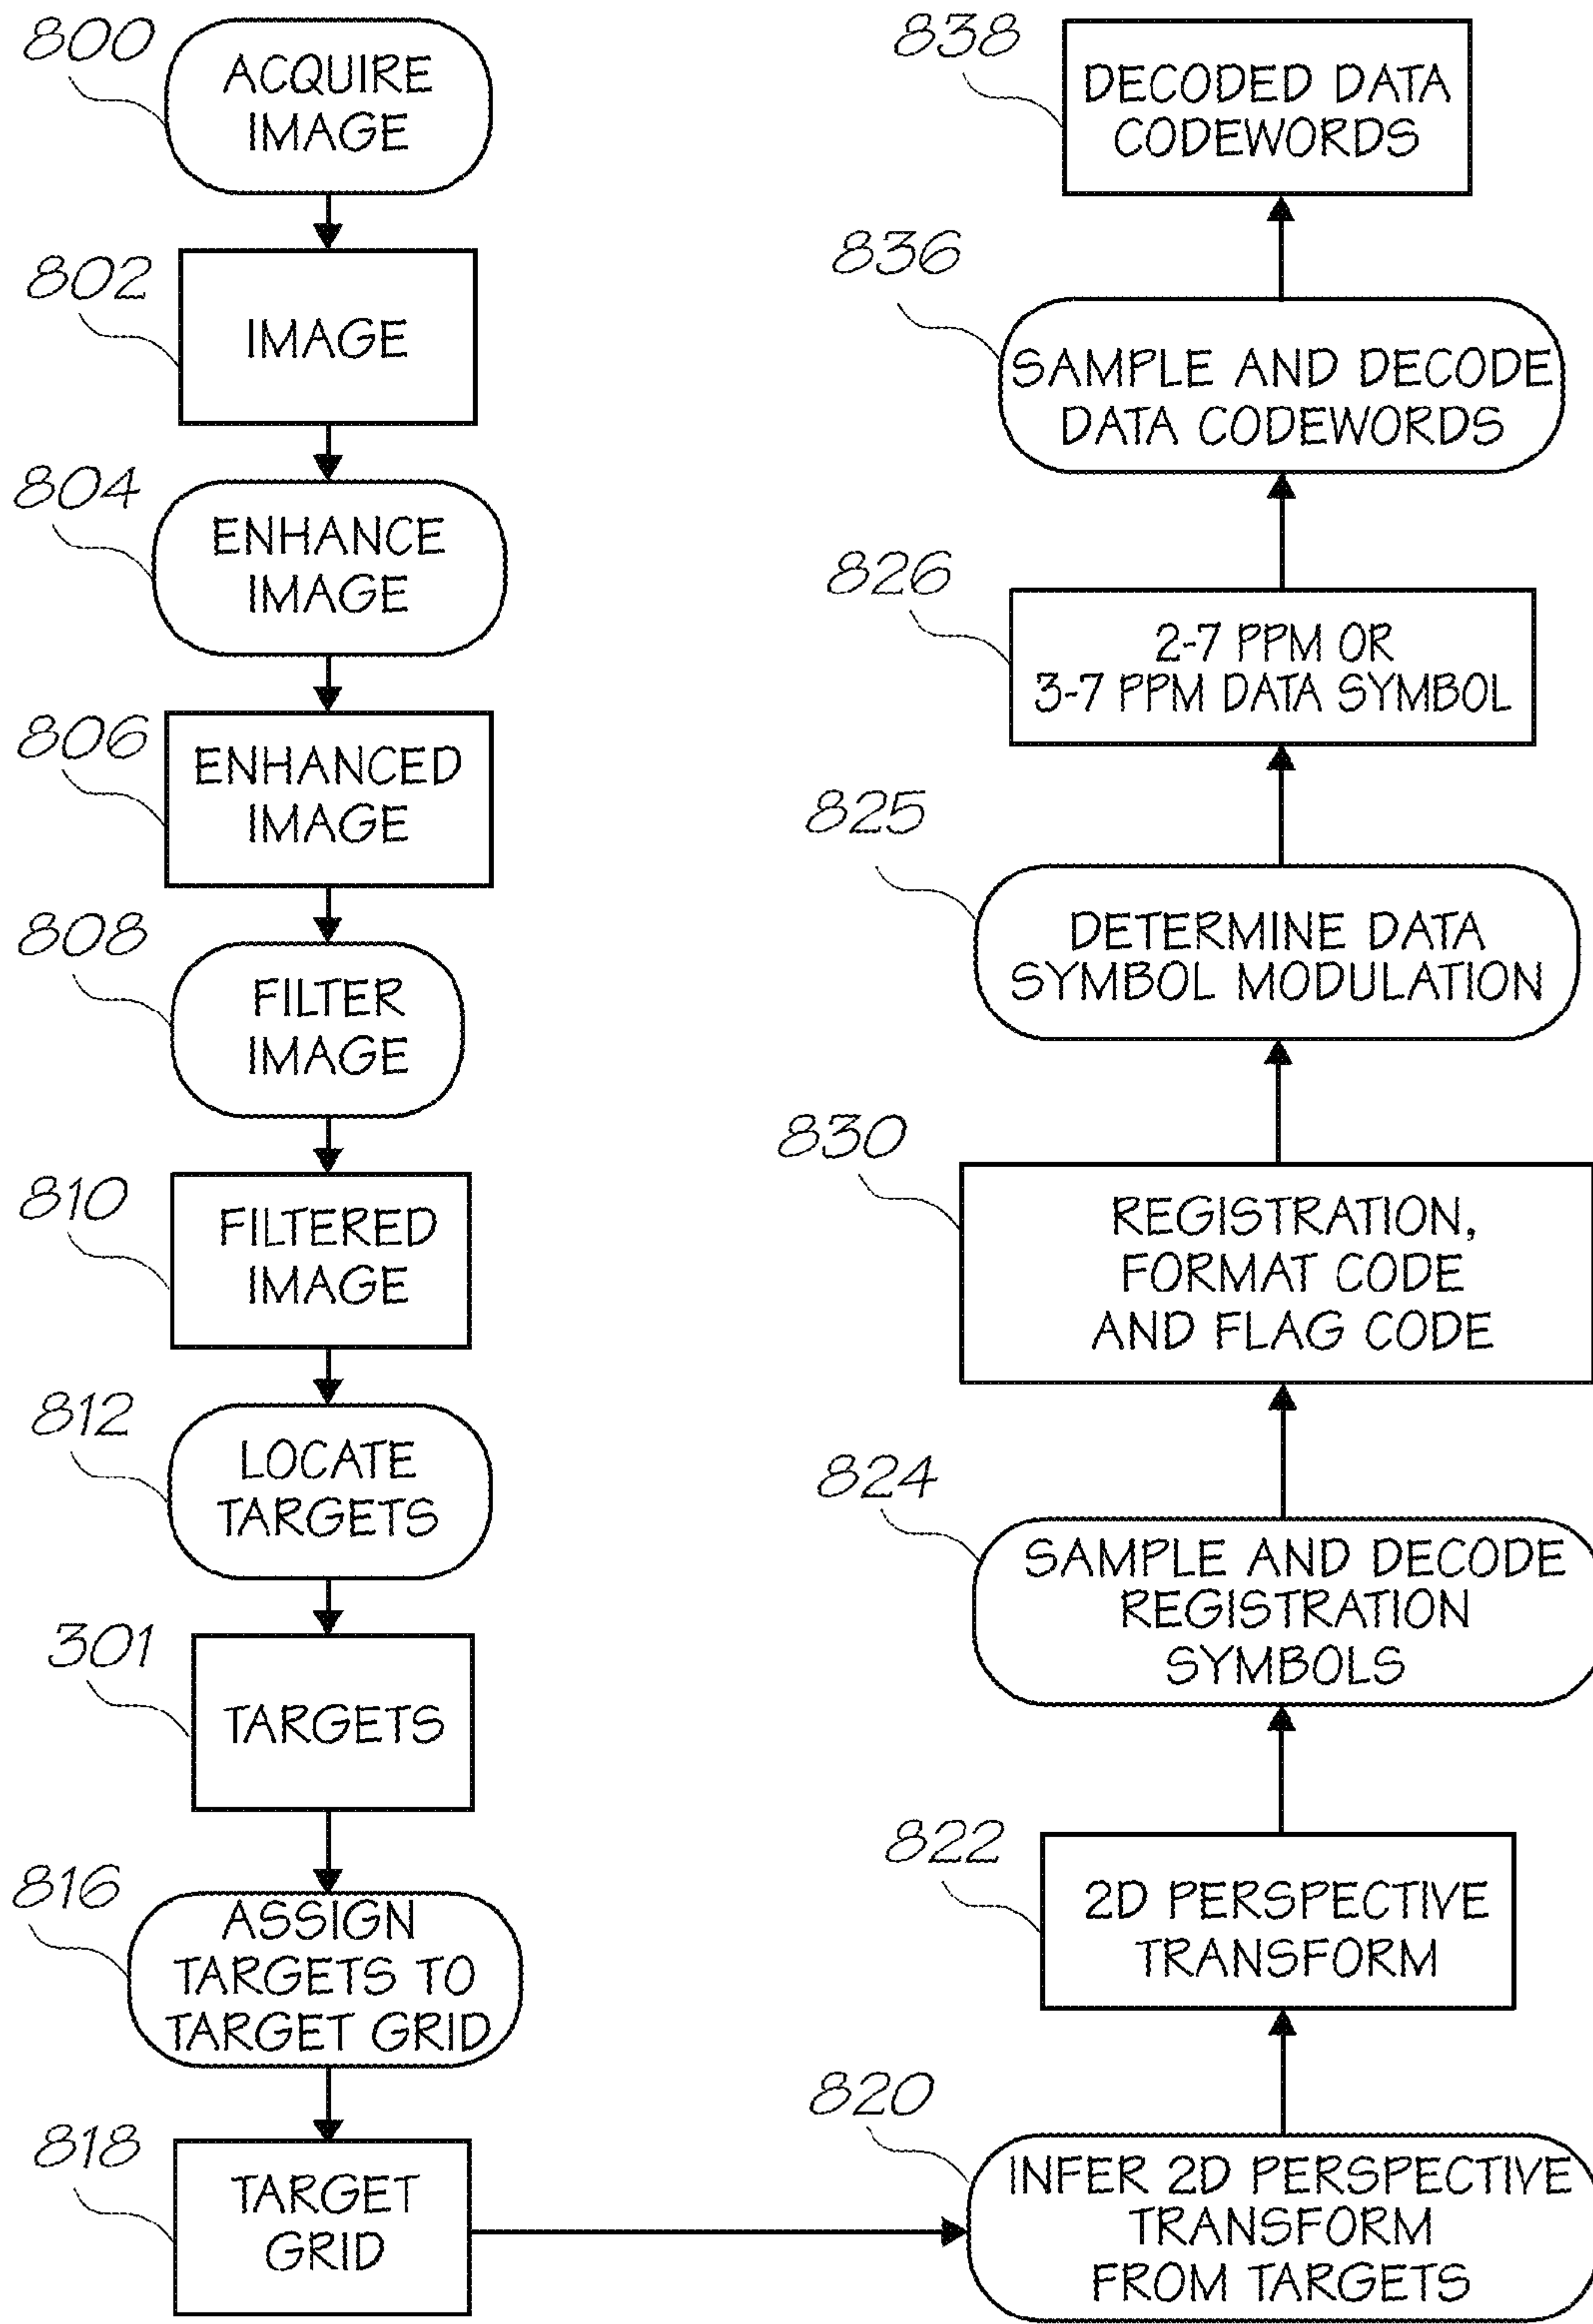 800
ACQUIRE
IMAGE
802
IMAGE
804
ENHANCE
IMAGE
806
ENHANCED
IMAGE
808
FILTER
IMAGE
810
FILTERED
IMAGE
812
LOCATE
TARGETS
301
TARGETS
816
ASSIGN
TARGETS TO
TARGET GRID
818
TARGET
GRID
820
INFER 2D PERSPECTIVE
TRANSFORM
FROM TARGETS
822
2D PERSPECTIVE
TRANSFORM
824
SAMPLE AND DECODE
REGISTRATION
SYMBOLS
830
REGISTRATION,
FORMAT CODE
AND FLAG CODE
825
DETERMINE DATA
SYMBOL MODULATION
826
2-7 PPM OR
3-7 PPM DATA SYMBOL
836
SAMPLE AND DECODE
DATA CODEWORDS
838
DECODED DATA
CODEWORDS